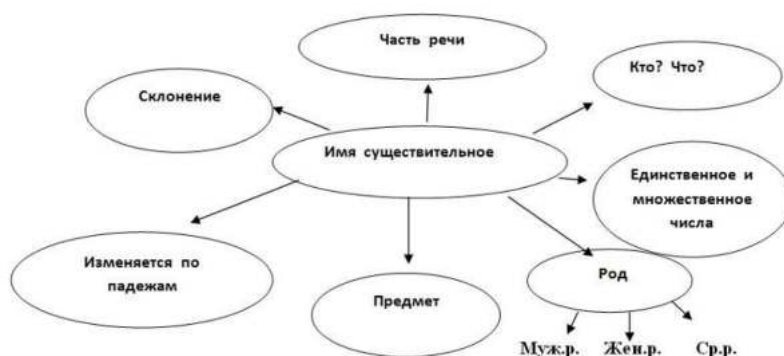 Часть речи
Кто? Что?
Склонение
Имя существительное
Единственное и
множественное
числа
Изменяется по
падежам
Предмет
Род
Муж.р. Жен.р. Ср.р.